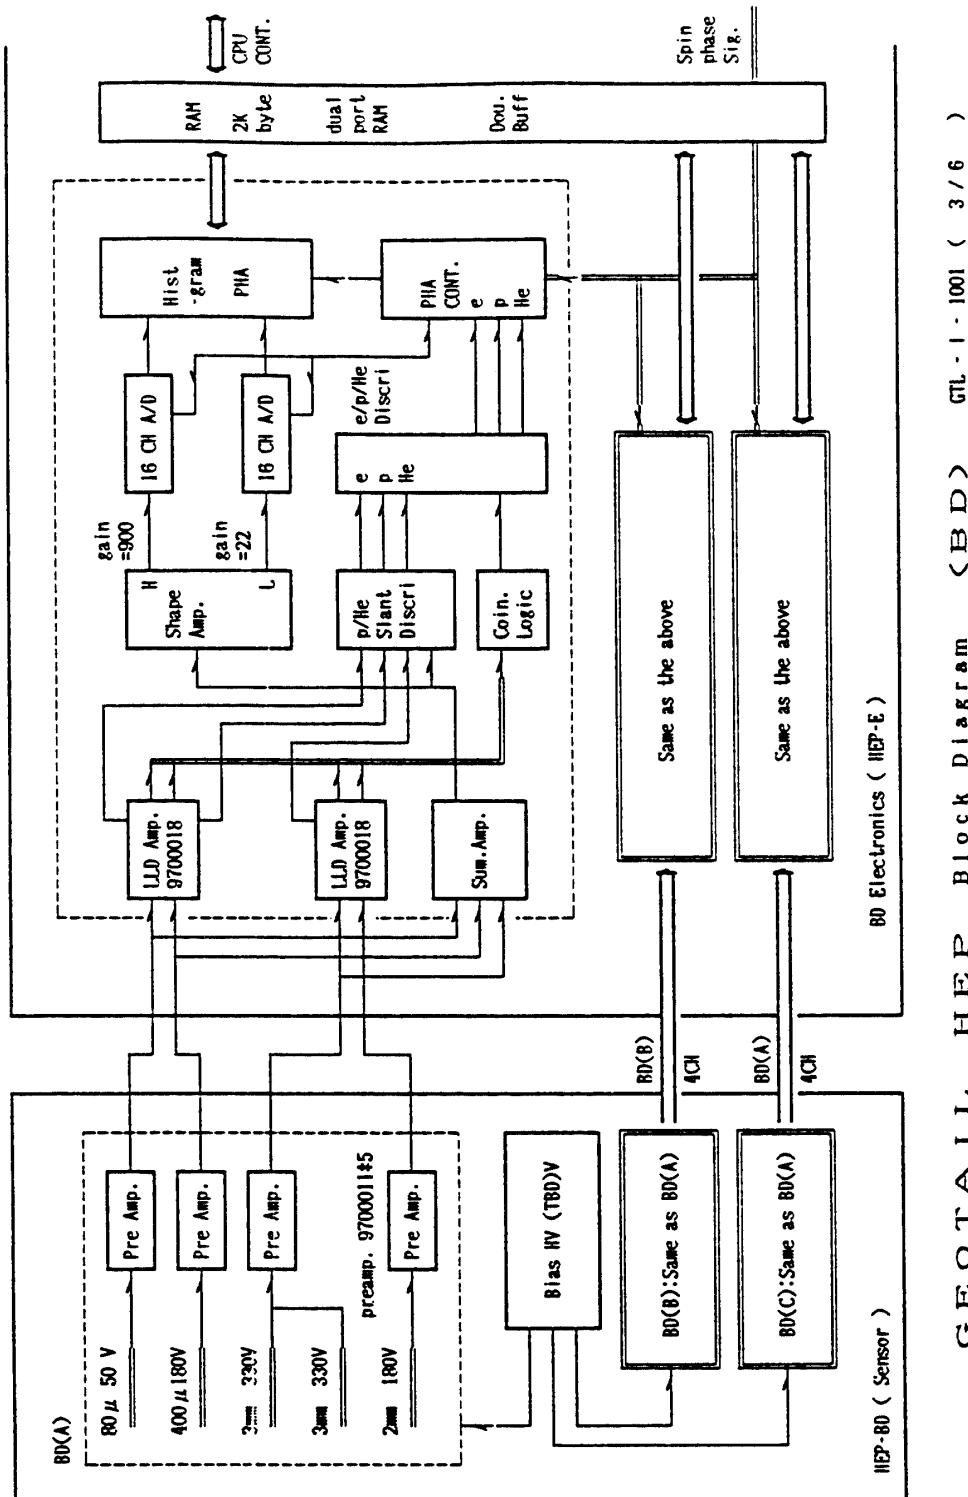 BD(A)
80μ 50 V
400μ 180V
3mm 330V
3mm 330V
2mm 180V
Pre Amp.
Pre Amp.
Pre Amp.
preamp. 9700011*5
Pre Amp.
Bias HV (TBD)V
BD(B):Same as BD(A)
BD(C):Same as BD(A)
HEP-BD ( Sensor )
BD(B)
4CH
BD(A)
4CH
LLD Amp.
9700018
LLD Amp.
9700018
Sum.Amp.
Shape
Amp.
H
L
gain
=900
gain
=22
p/He
Slant
Discri
Coin.
Logic
16 CH A/D
16 CH A/D
e/p/He
Discri
e
p
He
Hist
-gram
PHA
PHA
CONT.
e
p
He
Same as the above
Same as the above
BD Electronics ( HEP-E )
RAM
2K
byte
dual
port
RAM
Dou.
Buff
CPU
CONT.
Spin
phase
Sig.
GEOTAIL HEP Block Diagram (BD) GTL - 1 - 1001 ( 3 / 6 )